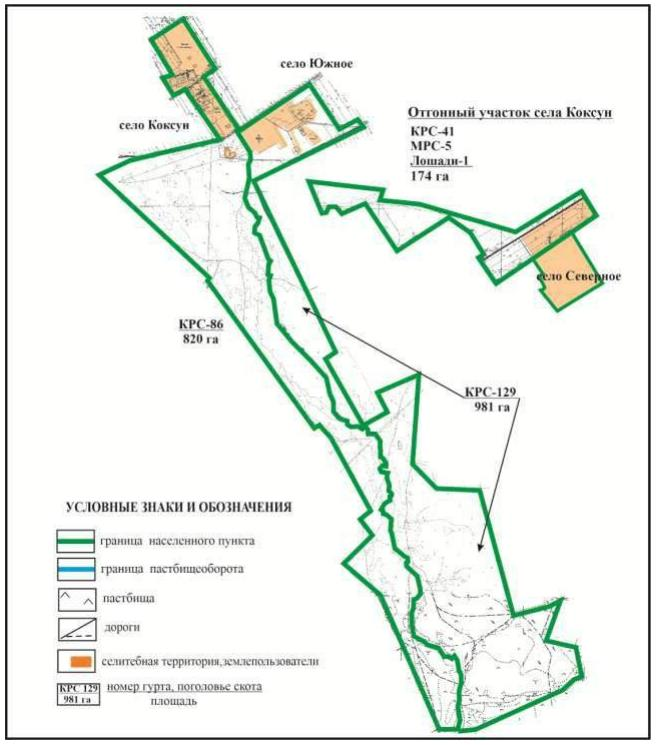 село Южное
село Коксун
Отгонный участок села Коксун
КРС-41
МРС-5
Лошади-1
174 га
село Северное
КРС-86
820 га
КРС-129
981 га
УСЛОВНЫЕ ЗНАКИ И ОБОЗНАЧЕНИЯ
граница населенного пункта
граница пастбищеоборота
пастбища
дороги
селитебная территория,землепользователи
КРС 129
981 га
номер гурта, поголовье скота
площадь